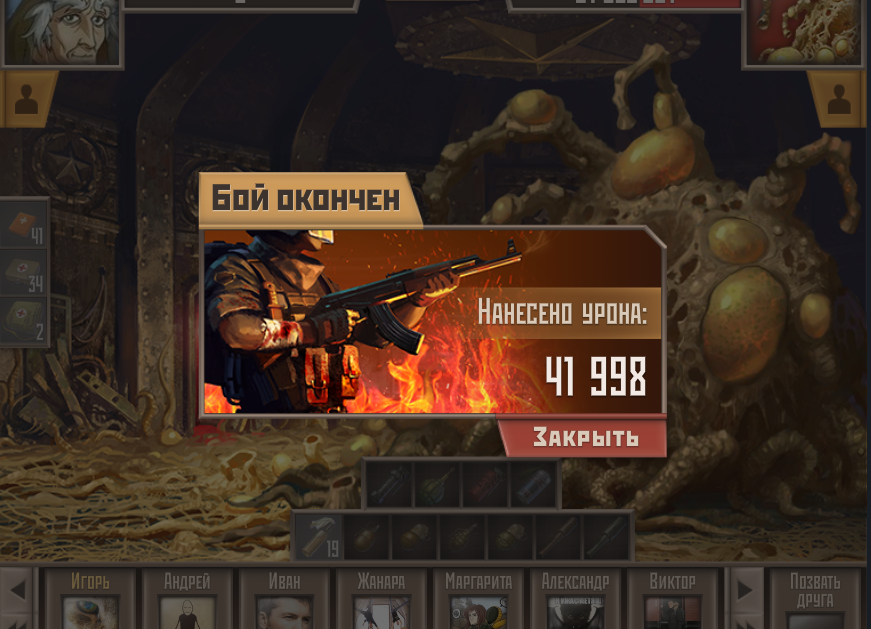 Бой окончен
41
34
Нанесено урона:
2
41 998
Закрыть
19
Игорь
Андрей
Иван
Жанара
Маргарита
Александр
Виктор
Позвать
друга